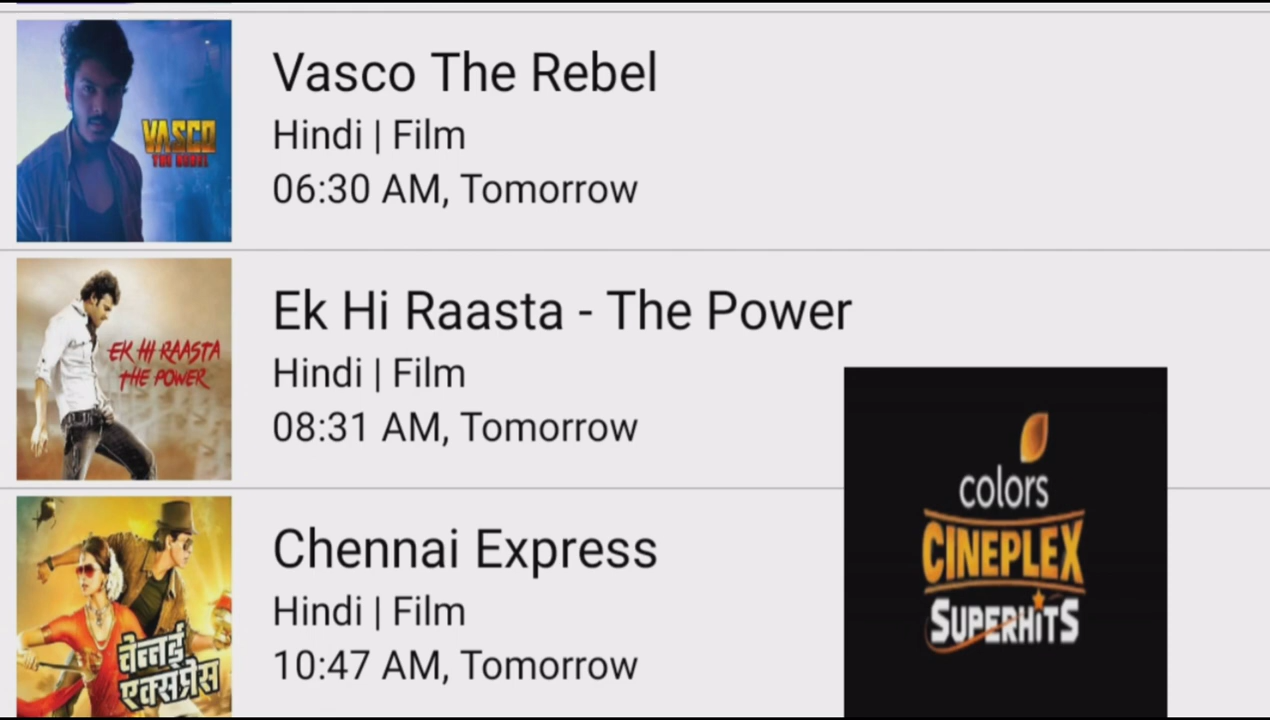 VASCO
THE REBEL
Vasco The Rebel
Hindi | Film
06:30 AM, Tomorrow
EK HI RAASTA
THE POWER
Ek Hi Raasta - The Power
Hindi | Film
08:31 AM, Tomorrow
चेन्नई
एक्सप्रेस
Chennai Express
Hindi | Film
10:47 AM, Tomorrow
colors
CINEPLEX
SUPERHiTS